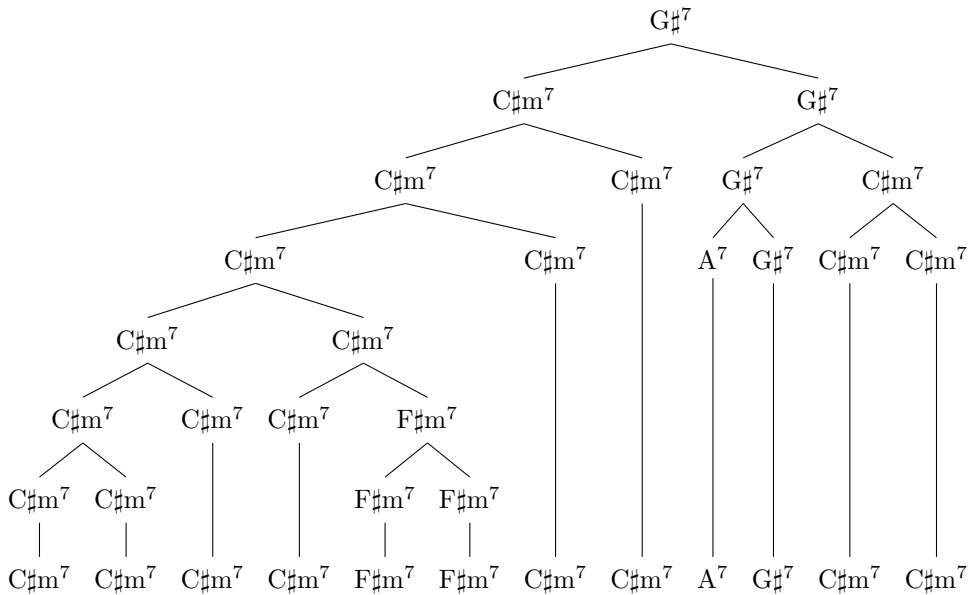 G♯⁷
C♯m⁷ G♯⁷
C♯m⁷ C♯m⁷ G♯⁷ C♯m⁷
C♯m⁷ C♯m⁷ A⁷ G♯⁷ C♯m⁷ C♯m⁷
C♯m⁷ C♯m⁷
C♯m⁷ C♯m⁷ C♯m⁷ F♯m⁷
C♯m⁷ C♯m⁷ F♯m⁷ F♯m⁷
C♯m⁷ C♯m⁷ C♯m⁷ C♯m⁷ F♯m⁷ F♯m⁷ C♯m⁷ C♯m⁷ A⁷ G♯⁷ C♯m⁷ C♯m⁷